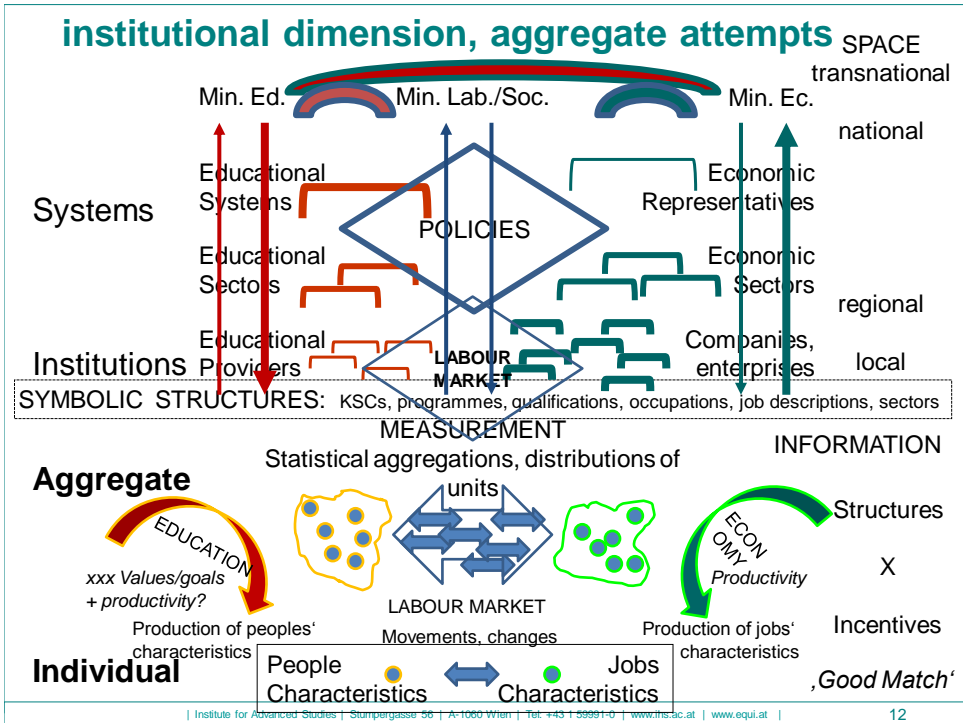 institutional dimension, aggregate attempts
SPACE
transnational
Min. Ed.
Min. Lab./Soc.
Min. Ec.
national
Educational
Systems
Economic
Representatives
Systems
POLICIES
Educational
Sectors
Economic
Sectors
regional
Educational
Providers
Companies,
enterprises
Institutions
LABOUR
MARKET
local
SYMBOLIC STRUCTURES: KSCs, programmes, qualifications, occupations, job descriptions, sectors
MEASUREMENT
INFORMATION
Statistical aggregations, distributions of
units
Aggregate
Structures
EDUCATION
ECON
OMY
xxx Values/goals
+ productivity?
Productivity
X
LABOUR MARKET
Movements, changes
Production of peoples‘
characteristics
Production of jobs‘
characteristics
Incentives
Individual
People
Characteristics
Jobs
Characteristics
‚Good Match‘
| Institute for Advanced Studies | Stumpergasse 56 | A-1060 Wien | Tel: +43 1 59991-0 | www.ihs.ac.at | www.equi.at |
12